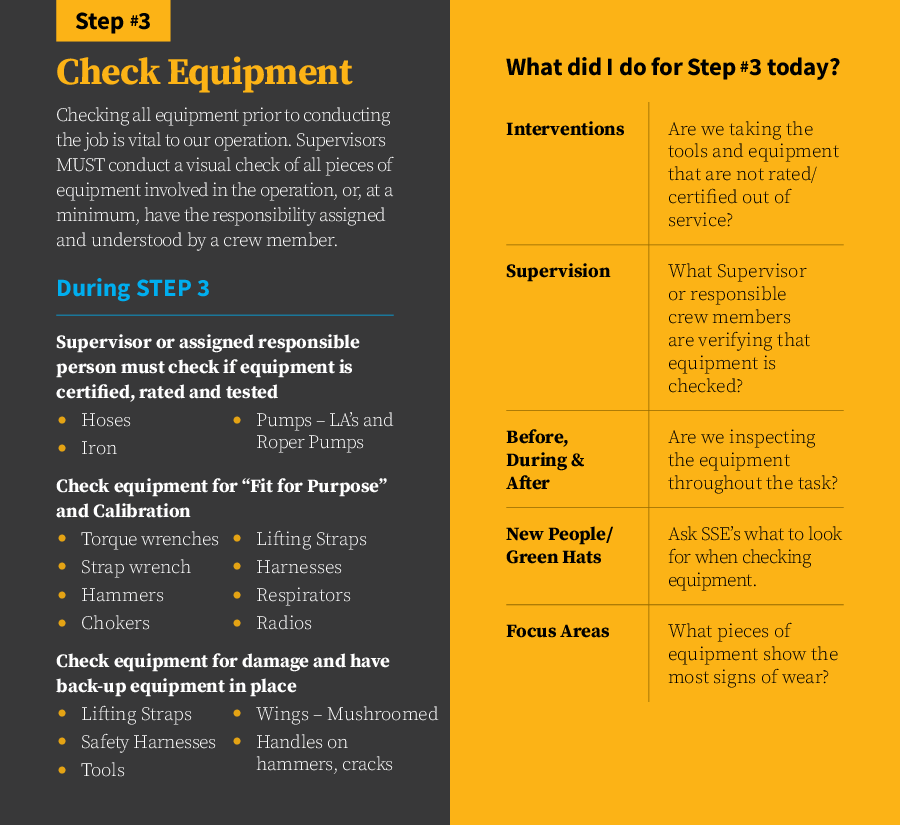 Step #3
Check Equipment
Checking all equipment prior to conducting
the job is vital to our operation. Supervisors
MUST conduct a visual check of all pieces of
equipment involved in the operation, or, at a
minimum, have the responsibility assigned
and understood by a crew member.
During STEP 3
Supervisor or assigned responsible
person must check if equipment is
certified, rated and tested
• Hoses
• Iron
• Pumps – LA’s and
Roper Pumps
Check equipment for “Fit for Purpose”
and Calibration
• Torque wrenches
• Strap wrench
• Hammers
• Chokers
• Lifting Straps
• Harnesses
• Respirators
• Radios
Check equipment for damage and have
back-up equipment in place
• Lifting Straps
• Safety Harnesses
• Tools
• Wings – Mushroomed
• Handles on
hammers, cracks
What did I do for Step #3 today?
Interventions
Are we taking the
tools and equipment
that are not rated/
certified out of
service?
Supervision
What Supervisor
or responsible
crew members
are verifying that
equipment is
checked?
Before,
During &
After
Are we inspecting
the equipment
throughout the task?
New People/
Green Hats
Ask SSE’s what to look
for when checking
equipment.
Focus Areas
What pieces of
equipment show the
most signs of wear?